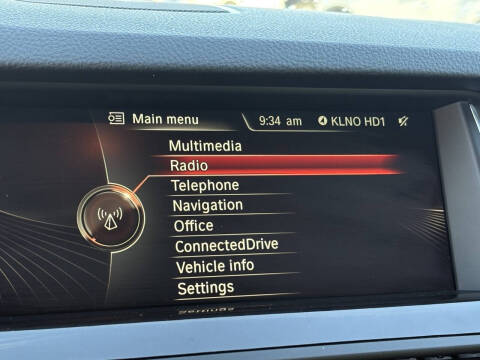 Main menu 9:34 am KLNO HD1
Multimedia
Radio
Telephone
Navigation
Office
ConnectedDrive
Vehicle info
Settings